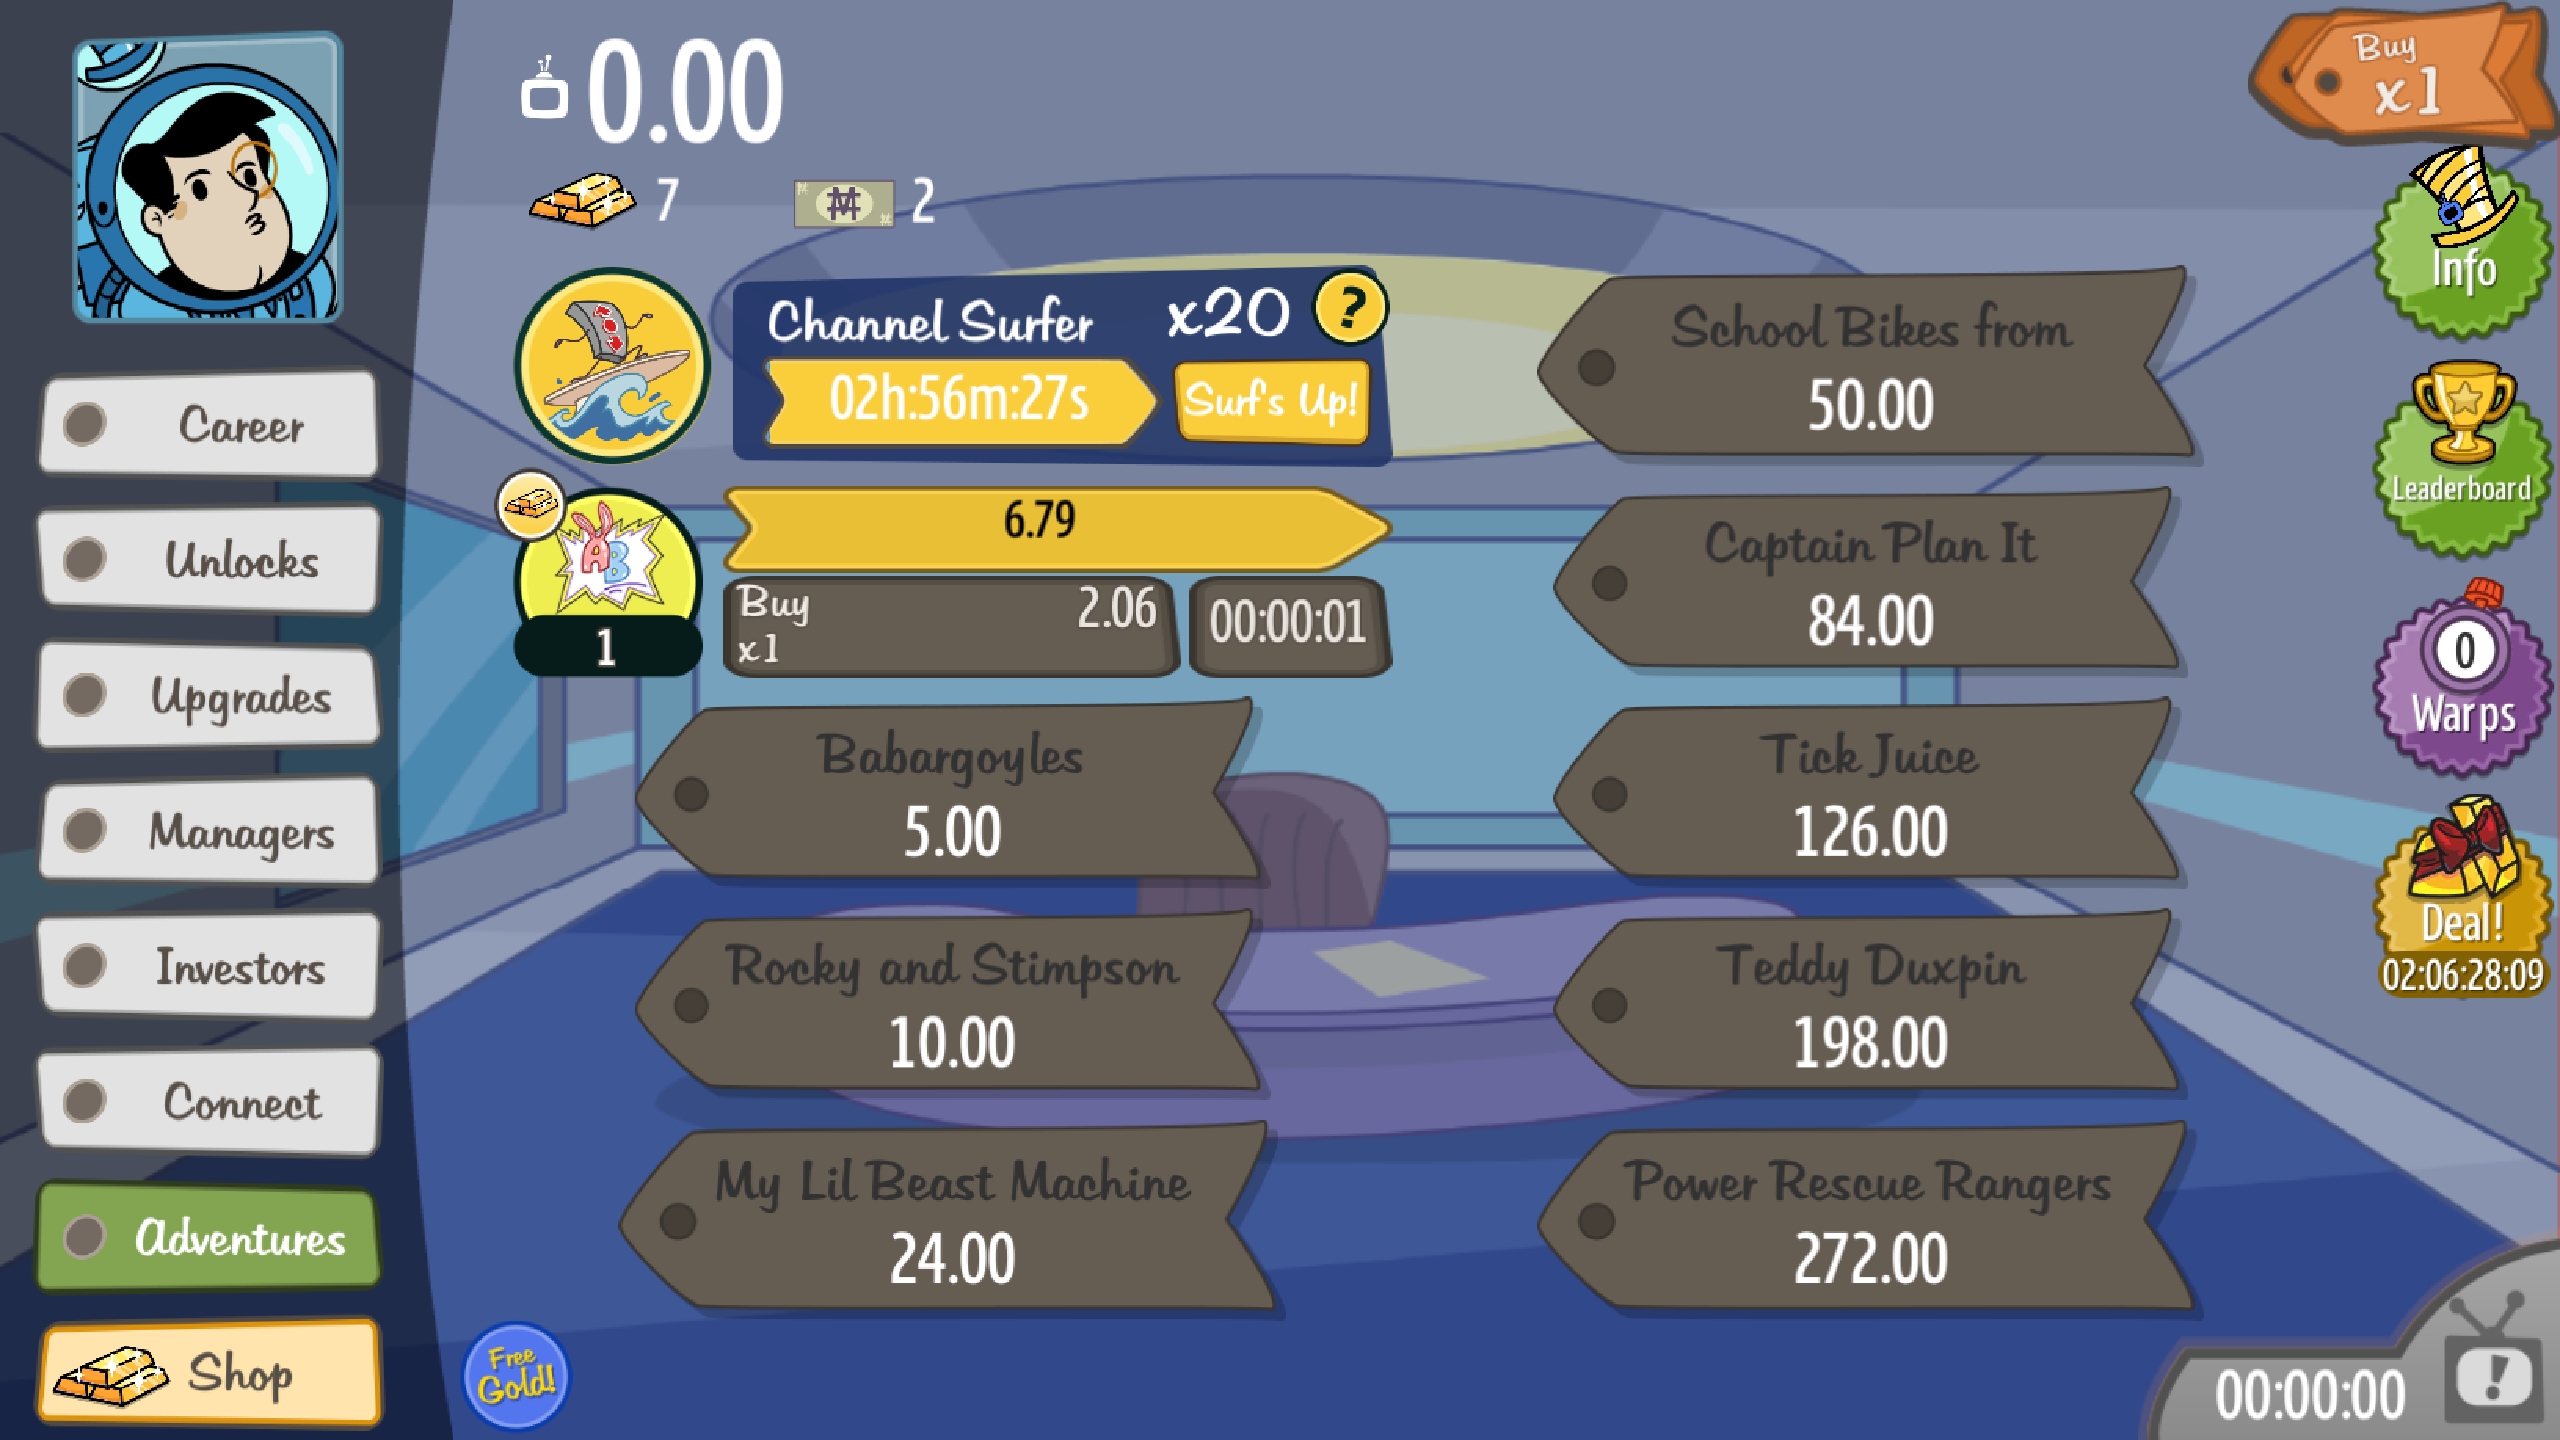 0.00
Buy
x1
7
2
Info
Channel Surfer
x20
?
02h:56m:27s
Surf's Up!
School Bikes from
50.00
Career
Leaderboard
AB
6.79
Captain Plan It
84.00
Unlocks
1
Buy
x1
2.06
00:00:01
0
Warps
Upgrades
Babargoyles
5.00
Tick Juice
126.00
Managers
Deal!
02:06:28:09
Investors
Rocky and Stimpson
10.00
Teddy Duxpin
198.00
Connect
My Lil Beast Machine
24.00
Power Rescue Rangers
272.00
Adventures
Shop
Free
Gold!
00:00:00
!